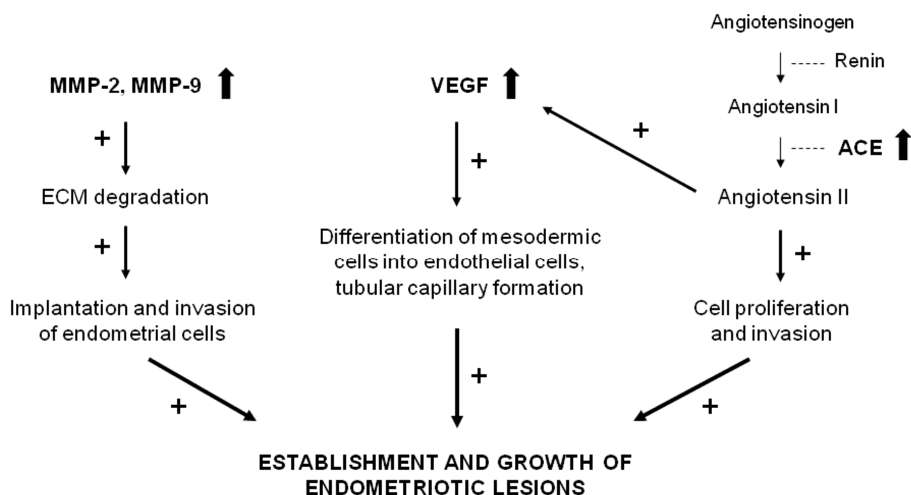 Angiotensinogen
Renin
MMP-2, MMP-9
VEGF
Angiotensin I
+
+
+
ACE
ECM degradation
Angiotensin II
+
Differentiation of mesodermic
cells into endothelial cells,
tubular capillary formation
+
Implantation and invasion
of endometrial cells
Cell proliferation
and invasion
+
+
+
ESTABLISHMENT AND GROWTH OF
ENDOMETRIOTIC LESIONS